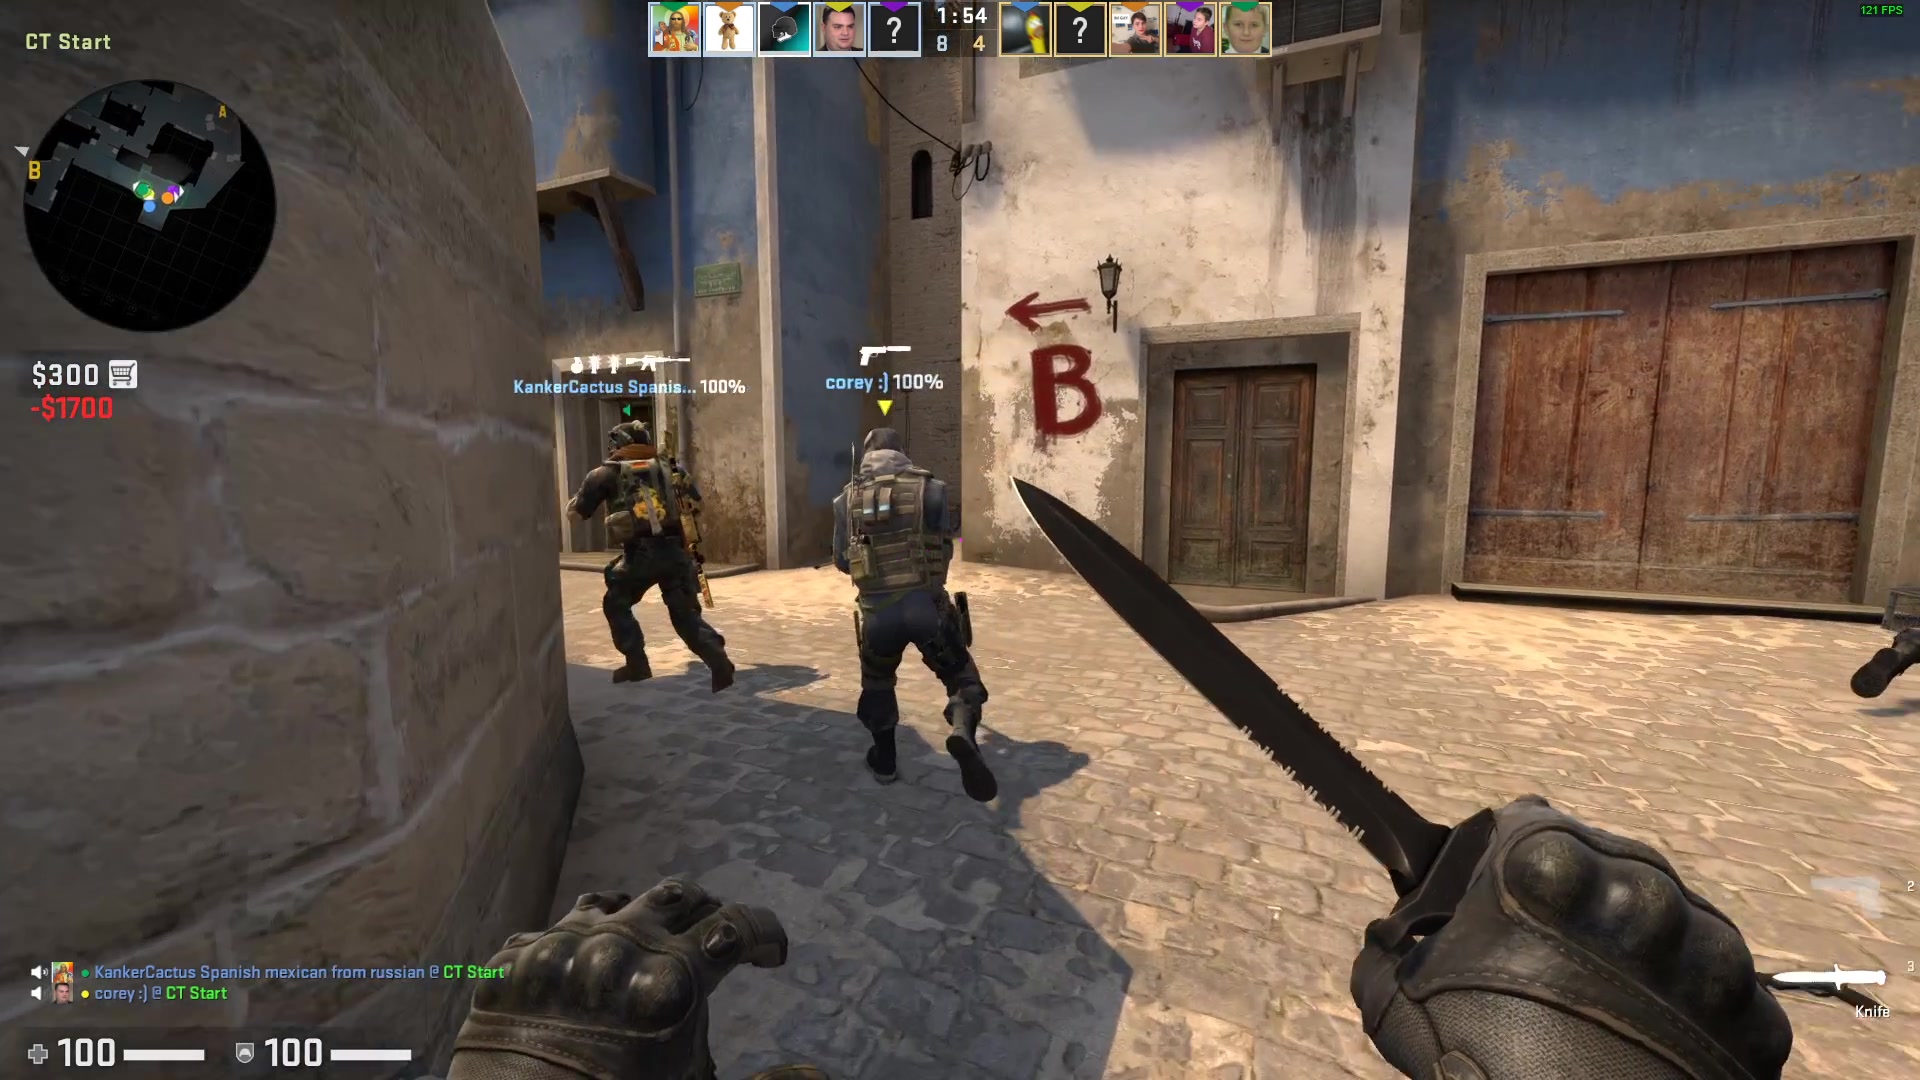 121 FPS
1:54
8 4
?
?
CT Start
A
B
$300
-$1700
KankerCactus Spanis... 100%
corey :) 100%
B
2
3
Knife
KankerCactus Spanish mexican from russian @ CT Start
corey :) @ CT Start
100
100